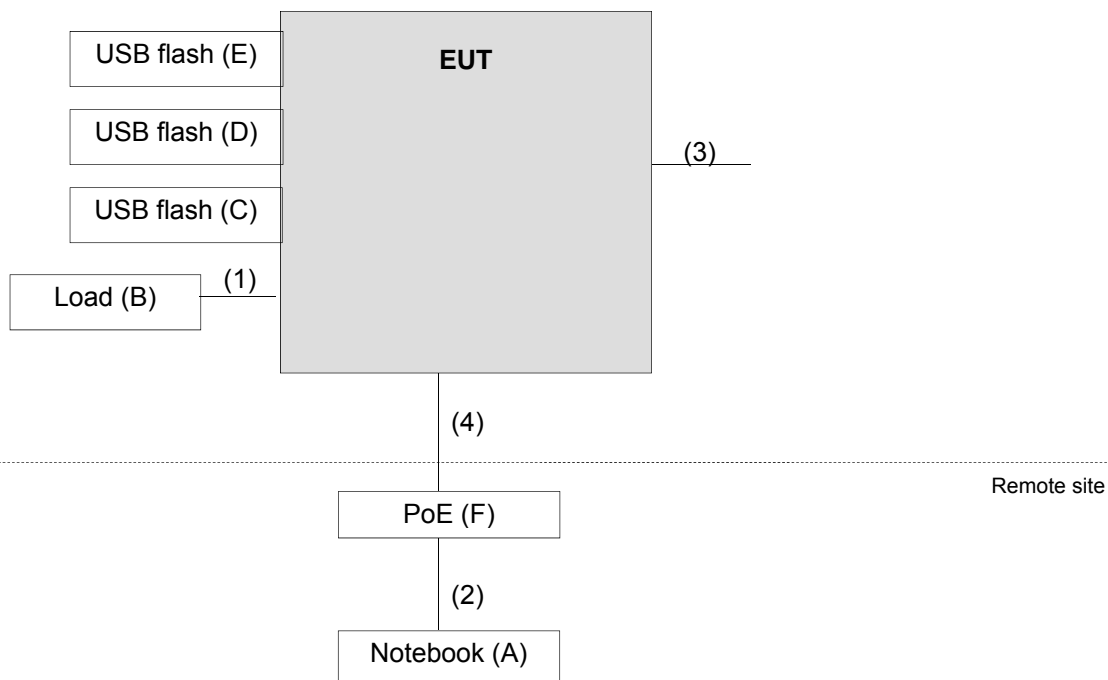 USB flash (E)
EUT
USB flash (D)
(3)
USB flash (C)
(1)
Load (B)
(4)
Remote site
PoE (F)
(2)
Notebook (A)